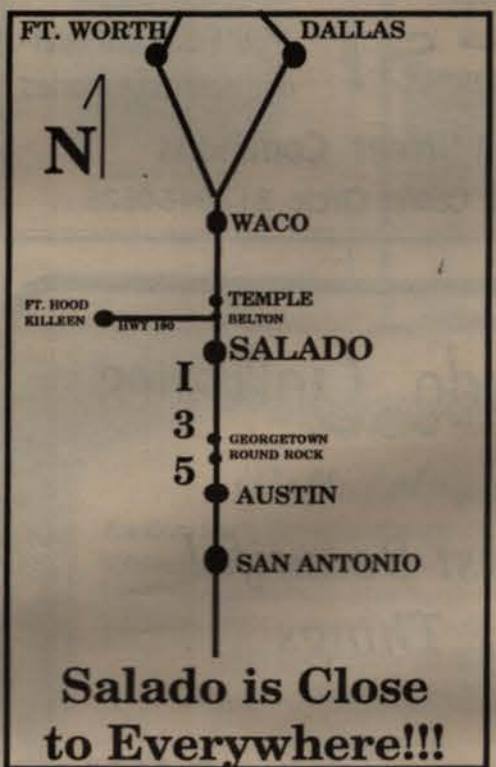 FT. WORTH
DALLAS
N
WACO
TEMPLE
BELTON
FT. HOOD
KILLEEN
HWY 190
SALADO
I
3
5
GEORGETOWN
ROUND ROCK
AUSTIN
SAN ANTONIO
Salado is Close
to Everywhere!!!